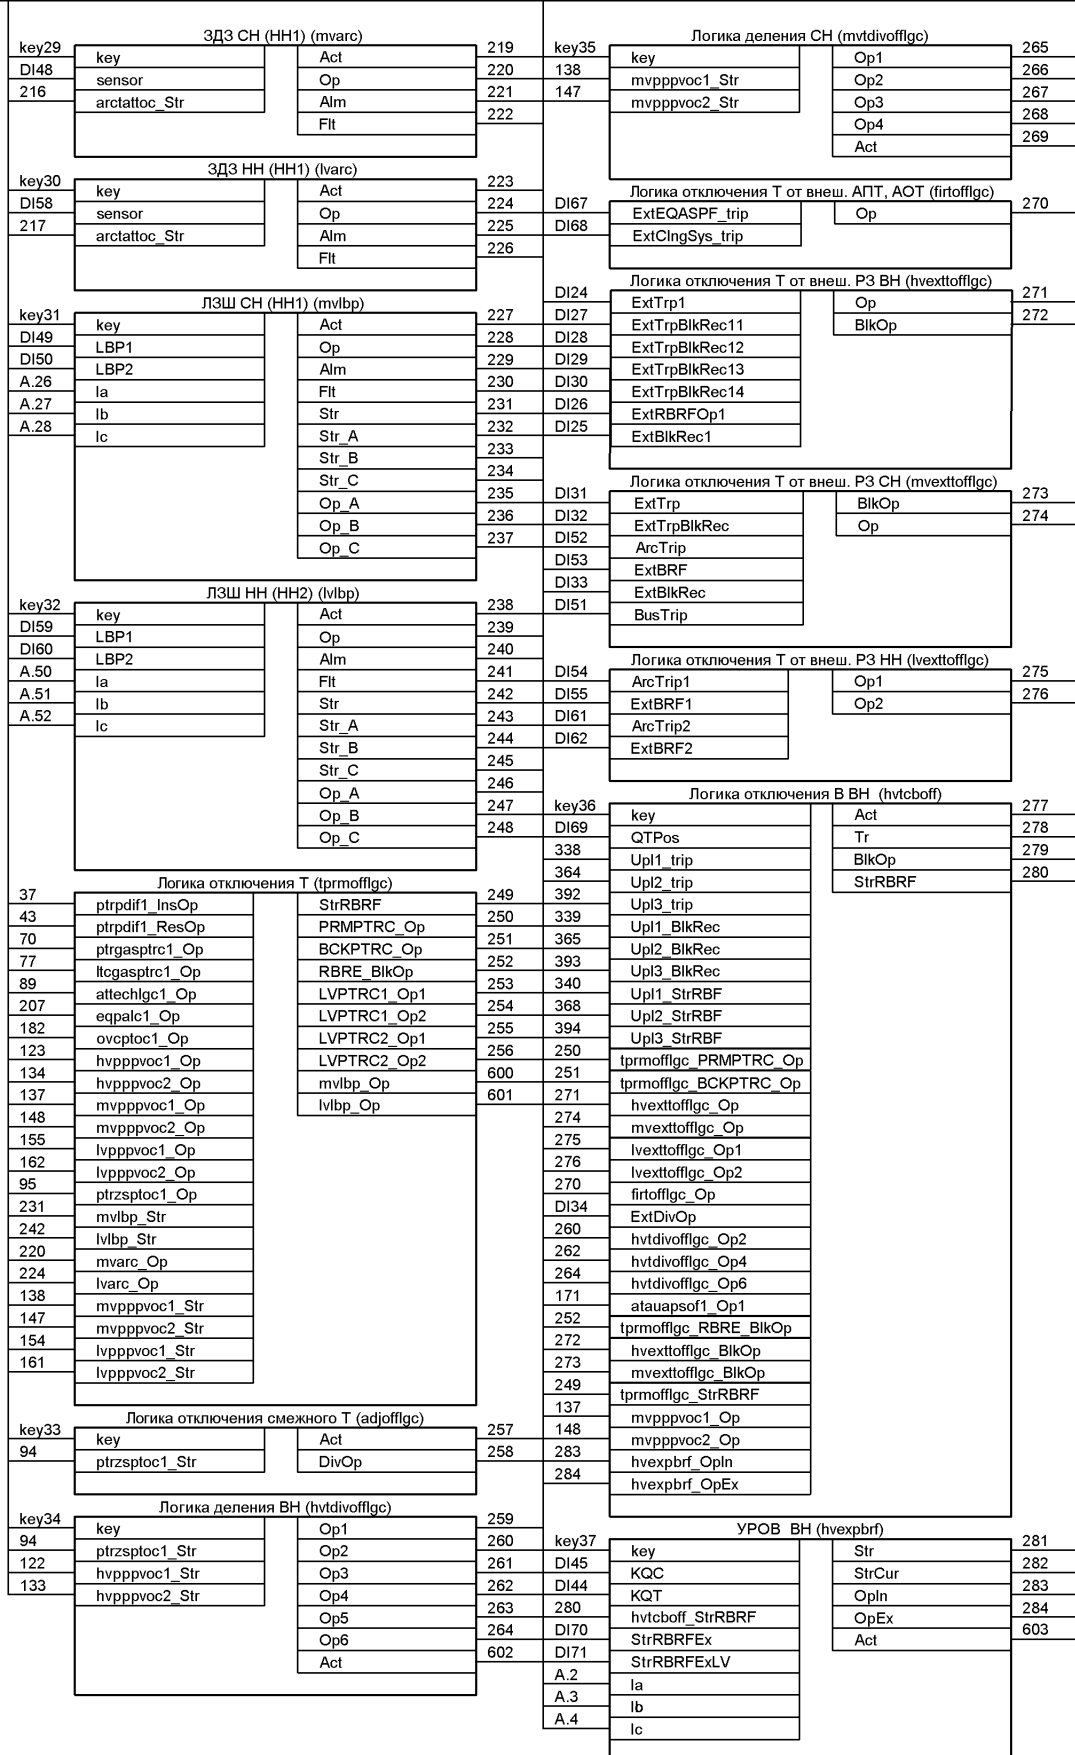 ЗДЗ СН (НН1) (mvarc)
key29 key Act 219
DI48 sensor Op 220
216 arctattoc_Str Alm 221
Flt 222
ЗДЗ НН (НН1) (lvarc)
key30 key Act 223
DI58 sensor Op 224
217 arctattoc_Str Alm 225
Flt 226
ЛЗШ СН (НН1) (mvlbp)
key31 key Act 227
DI49 LBP1 Op 228
DI50 LBP2 Alm 229
A.26 Ia Flt 230
A.27 Ib Str 231
A.28 Ic Str_A 232
Str_B 233
Str_C 234
Op_A 235
Op_B 236
Op_C 237
ЛЗШ НН (НН2) (lvlbp)
key32 key Act 238
DI59 LBP1 Op 239
DI60 LBP2 Alm 240
A.50 Ia Flt 241
A.51 Ib Str 242
A.52 Ic Str_A 243
Str_B 244
Str_C 245
Op_A 246
Op_B 247
Op_C 248
Логика отключения Т (tprmofflgc)
37 ptrpdif1_InsOp StrRBRF 249
43 ptrpdif1_ResOp PRMPTRC_Op 250
70 ptrgasptrc1_Op BCKPTRC_Op 251
77 ltcgasptrc1_Op RBRE_BlkOp 252
89 attechlgc1_Op LVPTRC1_Op1 253
207 eqpalc1_Op LVPTRC1_Op2 254
182 ovcptoc1_Op LVPTRC2_Op1 255
123 hvpppvoc1_Op LVPTRC2_Op2 256
134 hvpppvoc2_Op mvlbp_Op 600
137 mvpppvoc1_Op lvlbp_Op 601
148 mvpppvoc2_Op
155 lvpppvoc1_Op
162 lvpppvoc2_Op
95 ptrzsptoc1_Op
231 mvlbp_Str
242 lvlbp_Str
220 mvarc_Op
224 lvarc_Op
138 mvpppvoc1_Str
147 mvpppvoc2_Str
154 lvpppvoc1_Str
161 lvpppvoc2_Str
Логика отключения смежного Т (adjofflgc)
key33 key Act 257
94 ptrzsptoc1_Str DivOp 258
Логика деления ВН (hvtdivofflgc)
key34 key Op1 259
94 ptrzsptoc1_Str Op2 260
122 hvpppvoc1_Str Op3 261
133 hvpppvoc2_Str Op4 262
Op5 263
Op6 264
Act 602
Логика деления СН (mvtdivofflgc)
key35 key Op1 265
138 mvpppvoc1_Str Op2 266
147 mvpppvoc2_Str Op3 267
Op4 268
Act 269
Логика отключения Т от внеш. АПТ, АОТ (firtofflgc)
DI67 ExtEQASPF_trip Op 270
DI68 ExtClngSys_trip
Логика отключения Т от внеш. РЗ ВН (hvexttofflgc)
DI24 ExtTrp1 Op 271
DI27 ExtTrpBlkRec11 BlkOp 272
DI28 ExtTrpBlkRec12
DI29 ExtTrpBlkRec13
DI30 ExtTrpBlkRec14
DI26 ExtRBRFOp1
DI25 ExtBlkRec1
Логика отключения Т от внеш. РЗ СН (mvexttofflgc)
DI31 ExtTrp BlkOp 273
DI32 ExtTrpBlkRec Op 274
DI52 ArcTrip
DI53 ExtBRF
DI33 ExtBlkRec
DI51 BusTrip
Логика отключения Т от внеш. РЗ НН (lvexttofflgc)
DI54 ArcTrip1 Op1 275
DI55 ExtBRF1 Op2 276
DI61 ArcTrip2
DI62 ExtBRF2
Логика отключения В ВН (hvtcboff)
key36 key Act 277
DI69 QTPos Tr 278
338 Upl1_trip BlkOp 279
364 Upl2_trip StrRBRF 280
392 Upl3_trip
339 Upl1_BlkRec
365 Upl2_BlkRec
393 Upl3_BlkRec
340 Upl1_StrRBF
368 Upl2_StrRBF
394 Upl3_StrRBF
250 tprmofflgc_PRMPTRC_Op
251 tprmofflgc_BCKPTRC_Op
271 hvexttofflgc_Op
274 mvexttofflgc_Op
275 lvexttofflgc_Op1
276 lvexttofflgc_Op2
270 firtofflgc_Op
DI34 ExtDivOp
260 hvtdivofflgc_Op2
262 hvtdivofflgc_Op4
264 hvtdivofflgc_Op6
171 atauapsof1_Op1
252 tprmofflgc_RBRE_BlkOp
272 hvexttofflgc_BlkOp
273 mvexttofflgc_BlkOp
249 tprmofflgc_StrRBRF
137 mvpppvoc1_Op
148 mvpppvoc2_Op
283 hvexpbrf_OpIn
284 hvexpbrf_OpEx
УРОВ ВН (hvexpbrf)
key37 key Str 281
DI45 KQC StrCur 282
DI44 KQT OpIn 283
280 hvtcboff_StrRBRF OpEx 284
DI70 StrRBRFEx Act 603
DI71 StrRBRFExLV
A.2 Ia
A.3 Ib
A.4 Ic